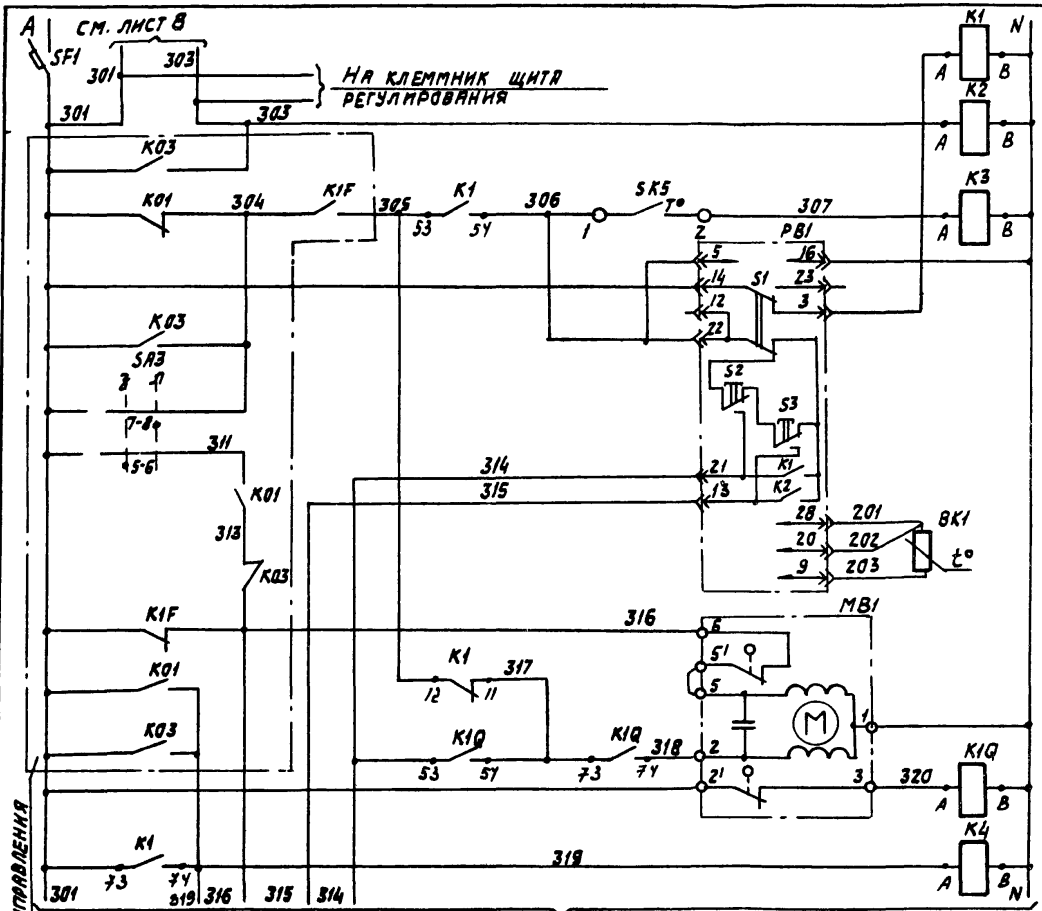 A СМ. ЛИСТ 8 K1 N
SF1
301 303
НА КЛЕММНИК ЩИТА
РЕГУЛИРОВАНИЯ
A B
K2
301 303
A B
K03
K3
K01 304 K1F 305 K1 306 SK5
T° 307
53 54 1 2 A B
PB1
5 16
14 S1 23
12 3
22
K03
SA3
S2
7-8
S3
311
5-6
314 21 K1
K01
315 13 K2
313
28 201 BK1
20 202
t°
K03
9 203
MB1
K1F 316 6
5'
K01 K1 317
12 11 5
M 1
K03 K1Q K1Q 318 2
K1Q
53 54 73 74
2' 3 320
A B
K4
K1 319
73 74
A B
301 319 316 315 314 N
УПРАВЛЕНИЯ